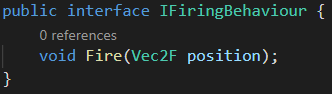 public interface IFiringBehaviour {
0 references
void Fire(Vec2F position);
}